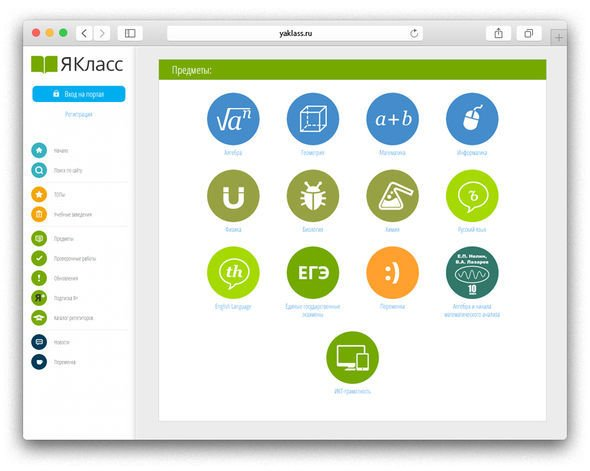 yaklass.ru
ЯКласс
Вход на портал
Регистрация
Начало
Поиск по сайту
ТОПы
Учебные заведения
Предметы
Проверочные работы
Обновления
Я+
Подписка Я+
Каталог репетиторов
Новости
Переменка
Предметы:
√aⁿ
a+b
Алгебра
Геометрия
Математика
Информатика
ъ
Физика
Биология
Химия
Русский язык
th
ЕГЭ
:)
Е.П. Нелин,
В.А. Лазарев
10
English Language
Единые государственные
экзамены
Переменка
Алгебра и начала
математического анализа
ИКТ-грамотность